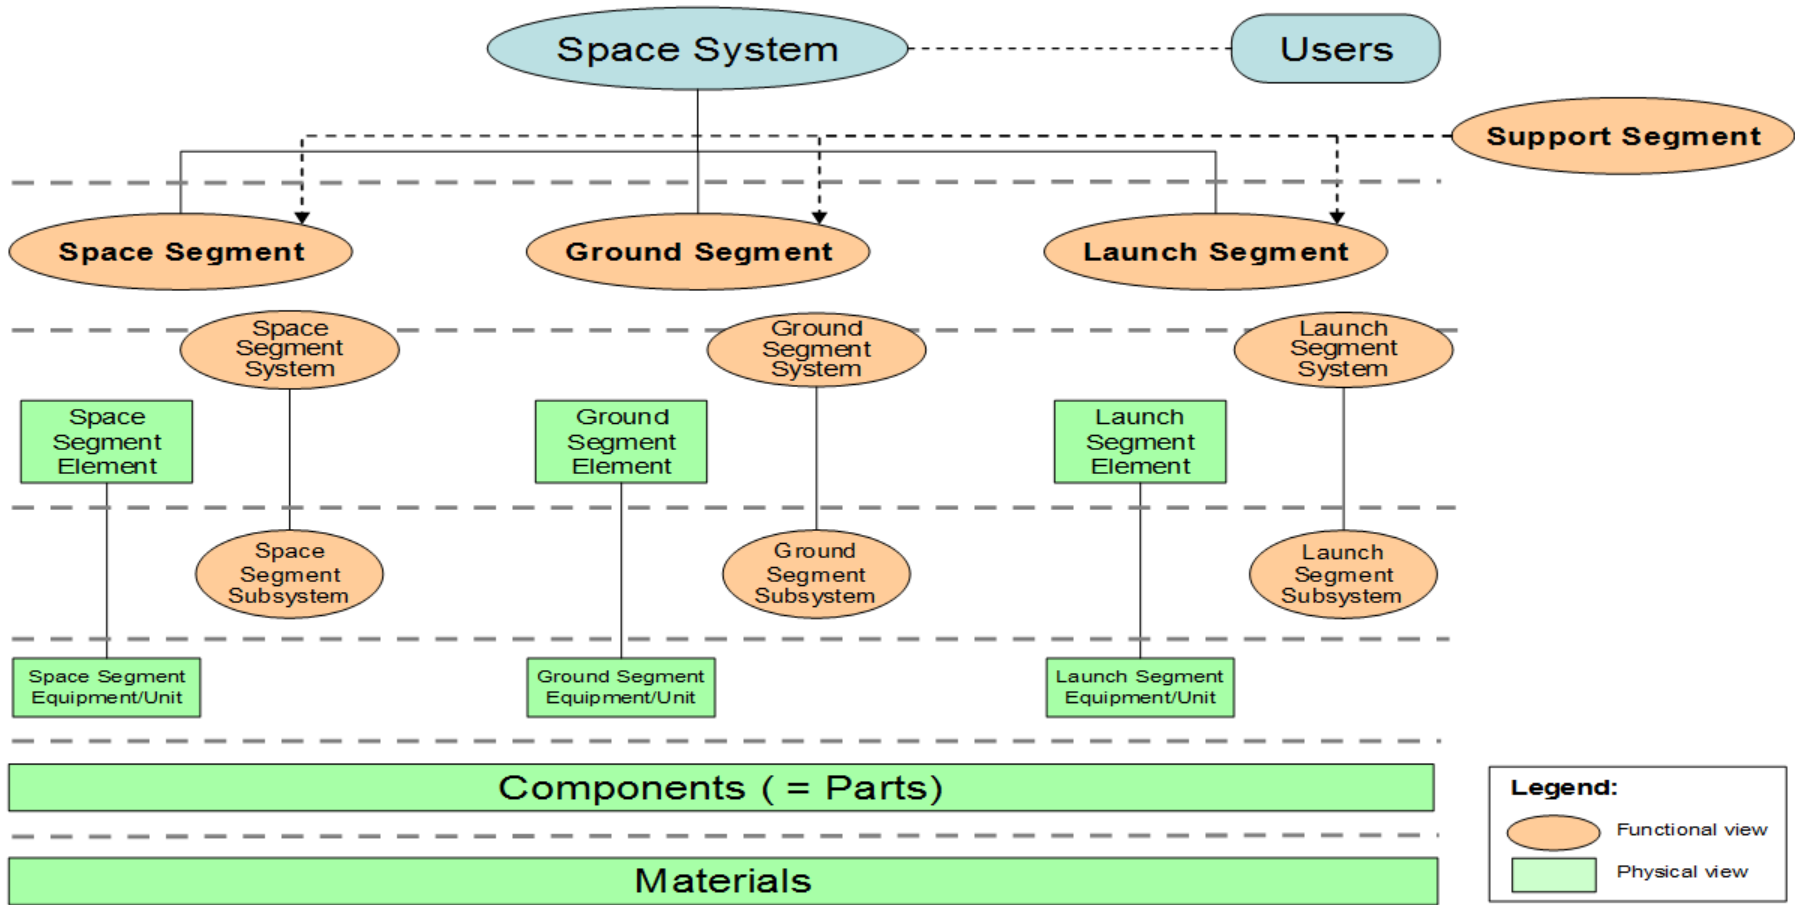 Space System
Users
Support Segment
Space Segment
Ground Segment
Launch Segment
Space
Segment
System
Ground
Segment
System
Launch
Segment
System
Space
Segment
Element
Ground
Segment
Element
Launch
Segment
Element
Space
Segment
Subsystem
Ground
Segment
Subsystem
Launch
Segment
Subsystem
Space Segment
Equipment/Unit
Ground Segment
Equipment/Unit
Launch Segment
Equipment/Unit
Components ( = Parts)
Materials
Legend:
Functional view
Physical view